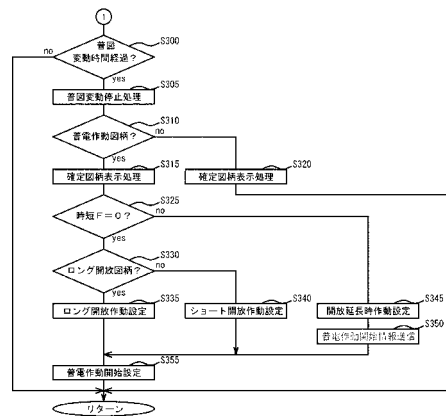 1
S300
普図
変動時間経過?
no
yes
S305
普図変動停止処理
S310
普電作動図柄?
no
yes
S315
確定図柄表示処理
S320
確定図柄表示処理
S325
時短F=0?
no
yes
S330
ロング開放図柄?
no
yes
S335
ロング開放作動設定
S340
ショート開放作動設定
S345
開放延長時作動設定
S350
普電作動開始情報送信
S355
普電作動開始設定
リターン